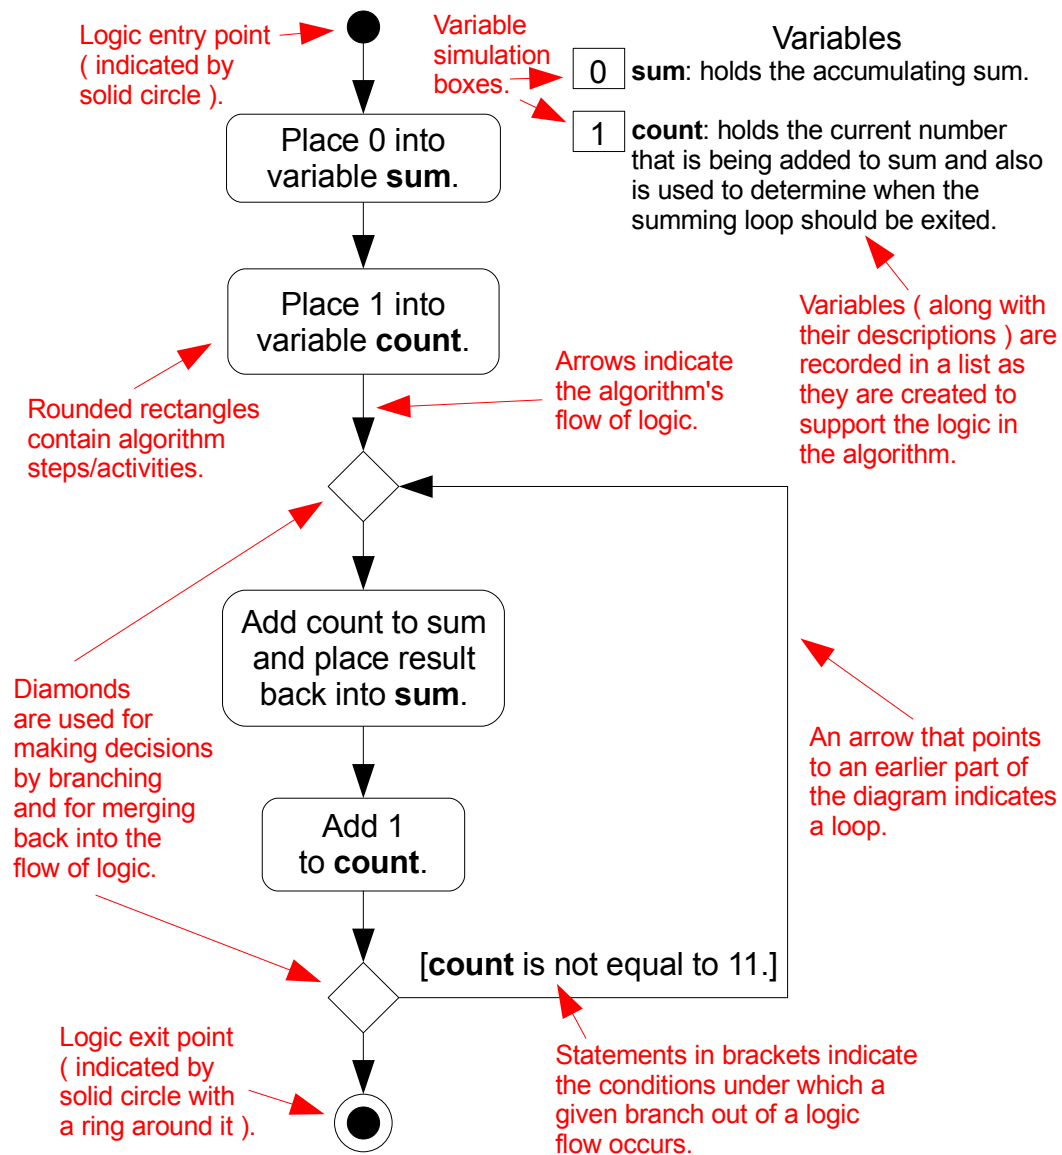 Logic entry point
( indicated by
solid circle ).
Variable
simulation
boxes.
Variables
0 sum: holds the accumulating sum.
1 count: holds the current number
that is being added to sum and also
is used to determine when the
summing loop should be exited.
Place 0 into
variable sum.
Place 1 into
variable count.
Variables ( along with
their descriptions ) are
recorded in a list as
they are created to
support the logic in
the algorithm.
Arrows indicate
the algorithm's
flow of logic.
Rounded rectangles
contain algorithm
steps/activities.
Add count to sum
and place result
back into sum.
Diamonds
are used for
making decisions
by branching
and for merging
back into the
flow of logic.
An arrow that points
to an earlier part of
the diagram indicates
a loop.
Add 1
to count.
[count is not equal to 11.]
Logic exit point
( indicated by
solid circle with
a ring around it ).
Statements in brackets indicate
the conditions under which a
given branch out of a logic
flow occurs.